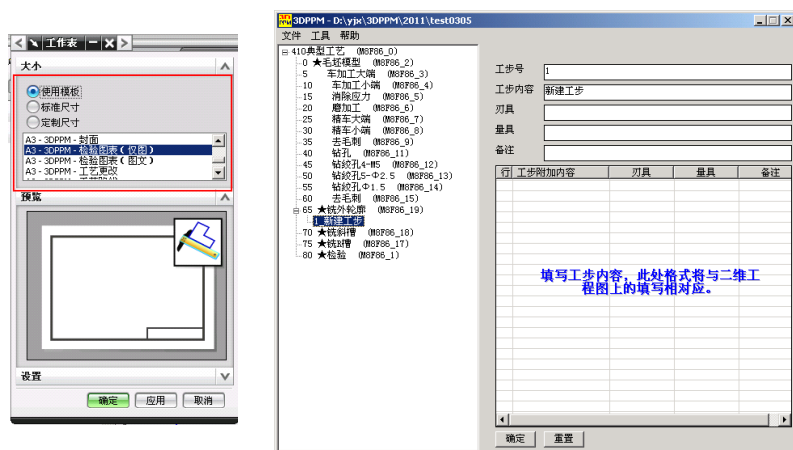 工作表
大小
使用模板
标准尺寸
定制尺寸
A3 - 3DPPM - 封面
A3 - 3DPPM - 检验图表（仅图）
A3 - 3DPPM - 检验图表（图文）
A3 - 3DPPM - 工艺更改
预览
设置
确定 应用 取消
3DPPM - D:\yjx\3DPPM\2011\test0305
文件 工具 帮助
410典型工艺 (M8F86_0)
0 ★毛坯模型 (M8F86_2)
5 车加工大端 (M8F86_3)
10 车加工小端 (M8F86_4)
15 消除应力 (M8F86_5)
20 磨加工 (M8F86_6)
25 精车大端 (M8F86_7)
30 精车小端 (M8F86_8)
35 去毛刺 (M8F86_9)
40 钻孔 (M8F86_11)
45 钻绞孔4-M5 (M8F86_12)
50 钻绞孔5-Φ2.5 (M8F86_13)
55 钻绞孔Φ1.5 (M8F86_14)
60 去毛刺 (M8F86_15)
65 ★铣外轮廓 (M8F86_19)
1 新建工步
70 ★铣斜槽 (M8F86_18)
75 ★铣R槽 (M8F86_17)
80 ★检验 (M8F86_1)
工步号 1
工步内容 新建工步
刃具
量具
备注
行 工步附加内容 刃具 量具 备注
填写工步内容，此处格式将与二维工
程图上的填写相对应。
确定 重置